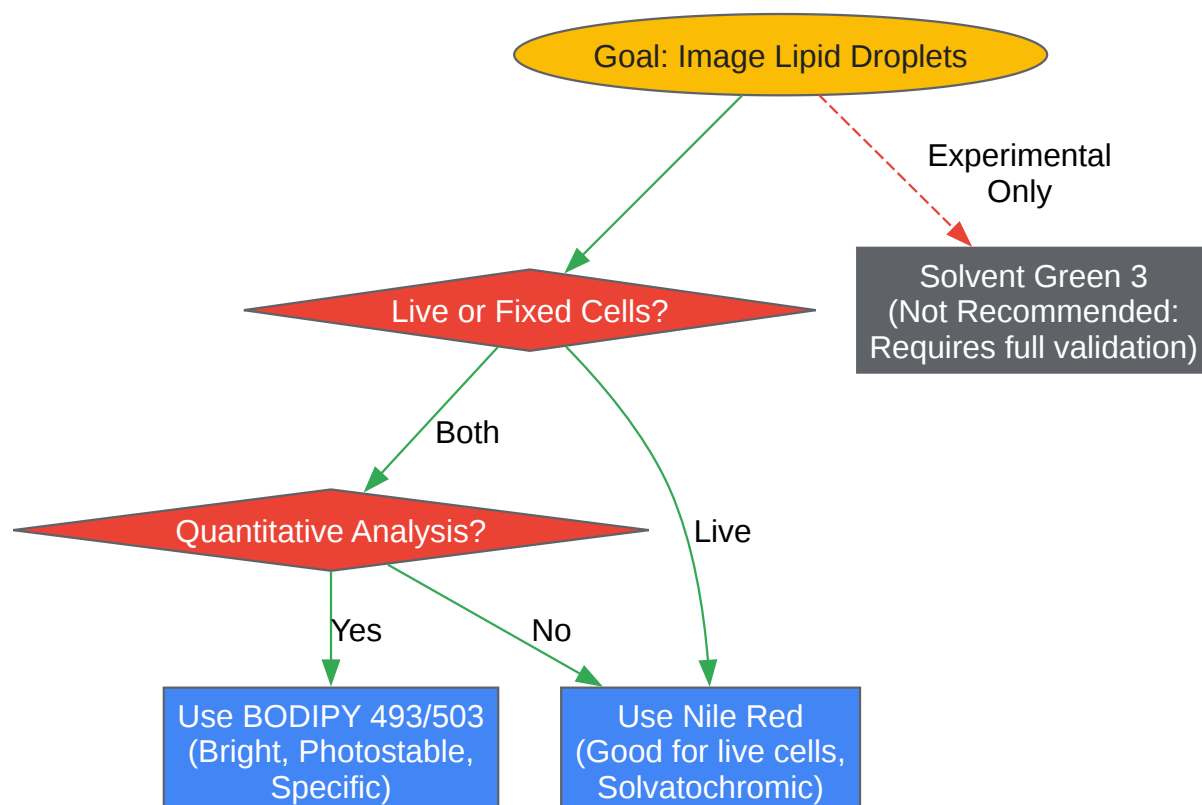 Goal: Image Lipid Droplets
Experimental
Only
Solvent Green 3
(Not Recommended:
Requires full validation)
Live or Fixed Cells?
Both
Live
Quantitative Analysis?
Yes
No
Use BODIPY 493/503
(Bright, Photostable,
Specific)
Use Nile Red
(Good for live cells,
Solvatochromic)